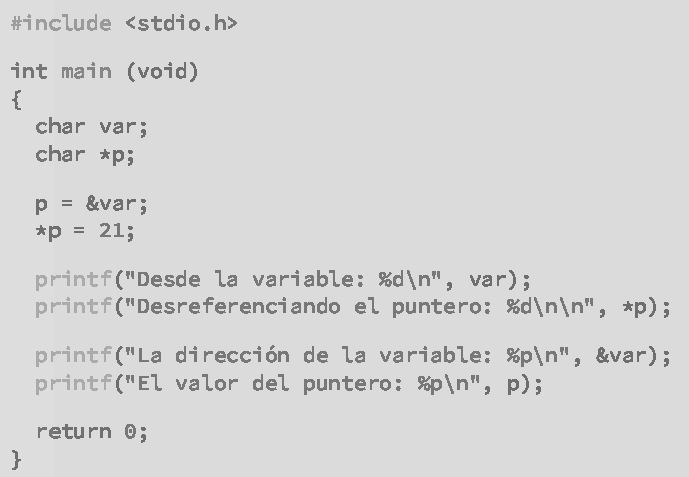 #include <stdio.h>
int main (void)
{
char var;
char *p;
p = &var;
*p = 21;
printf("Desde la variable: %d\n", var);
printf("Desreferenciando el puntero: %d\n\n", *p);
printf("La dirección de la variable: %p\n", &var);
printf("El valor del puntero: %p\n", p);
return 0;
}